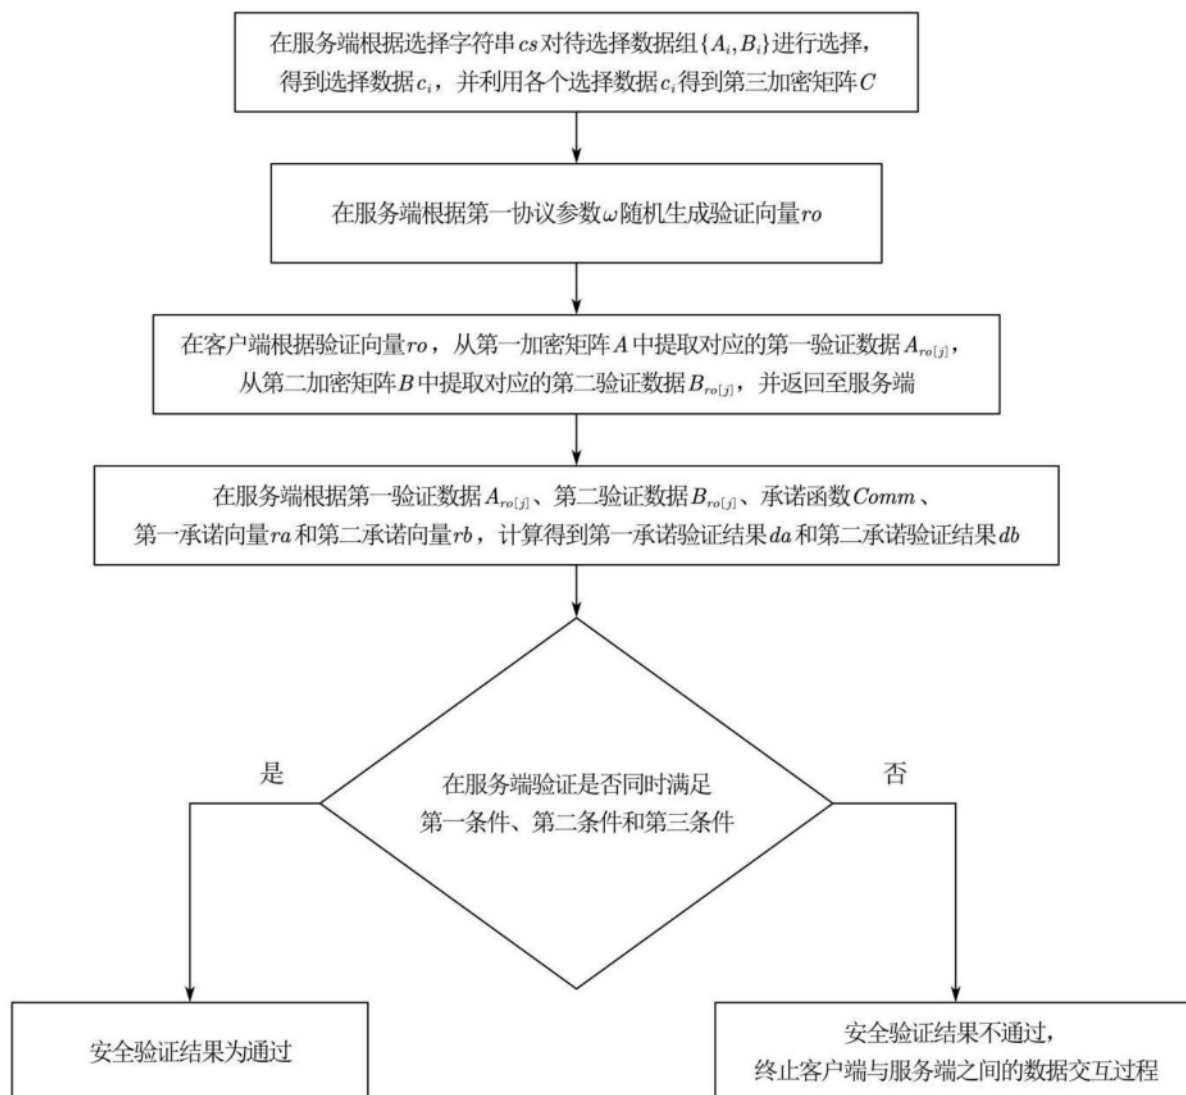 在服务端根据选择字符串cs对待选择数据组{A_i,B_i}进行选择,
得到选择数据c_i,并利用各个选择数据c_i得到第三加密矩阵C
在服务端根据第一协议参数ω随机生成验证向量ro
在客户端根据验证向量ro,从第一加密矩阵A中提取对应的第一验证数据A_{ro[j]},
从第二加密矩阵B中提取对应的第二验证数据B_{ro[j]},并返回至服务端
在服务端根据第一验证数据A_{ro[j]}、第二验证数据B_{ro[j]}、承诺函数Comm、
第一承诺向量ra和第二承诺向量rb,计算得到第一承诺验证结果da和第二承诺验证结果db
在服务端验证是否同时满足
第一条件、第二条件和第三条件
是
否
安全验证结果为通过
安全验证结果不通过,
终止客户端与服务端之间的数据交互过程